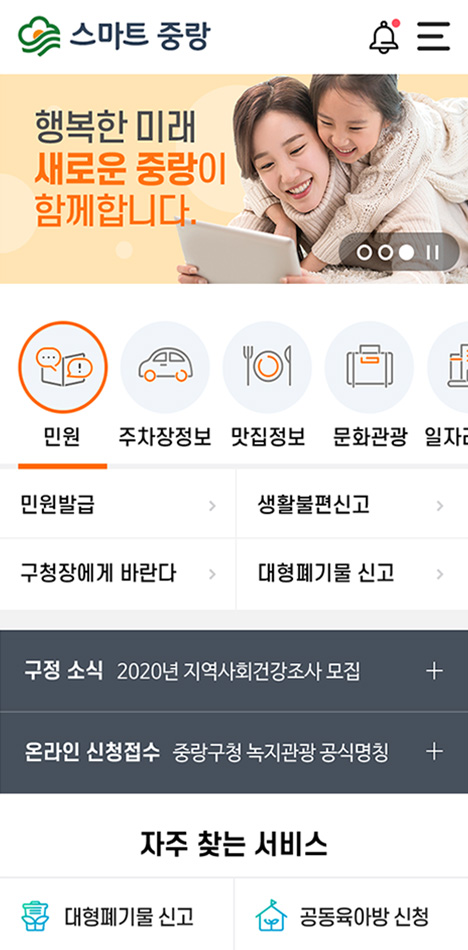 스마트 중랑
행복한 미래
새로운 중랑이
함께합니다.
민원 주차장정보 맛집정보 문화관광
민원발급 생활불편신고
구청장에게 바란다 대형폐기물 신고
구정 소식 2020년 지역사회건강조사 모집
온라인 신청접수 중랑구청 녹지관광 공식명칭
자주 찾는 서비스
대형폐기물 신고 공동육아방 신청